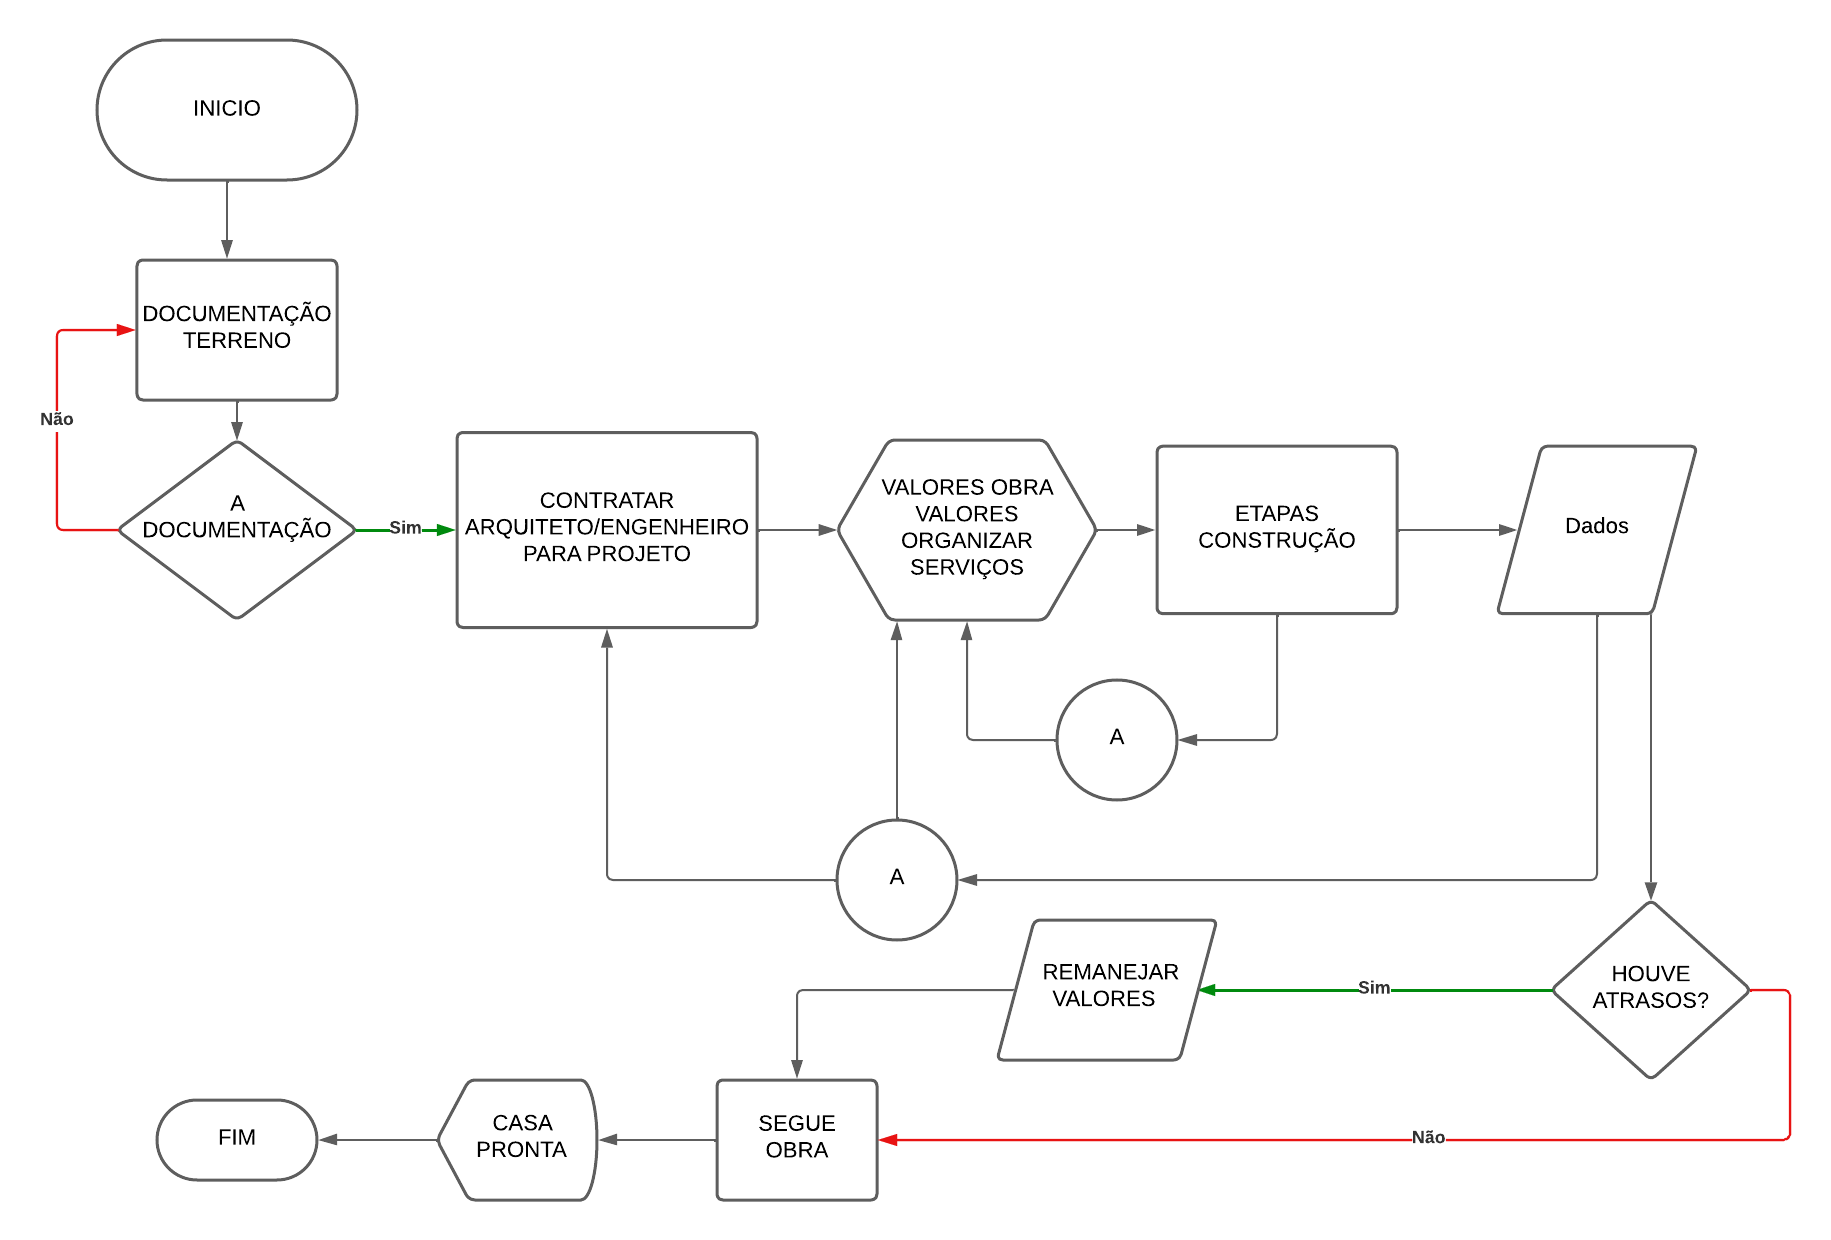 INICIO
DOCUMENTAÇÃO
TERRENO
Não
A
DOCUMENTAÇÃO
Sim
CONTRATAR
ARQUITETO/ENGENHEIRO
PARA PROJETO
VALORES OBRA
VALORES
ORGANIZAR
SERVIÇOS
ETAPAS
CONSTRUÇÃO
Dados
A
A
HOUVE
ATRASOS?
Sim
REMANEJAR
VALORES
Não
SEGUE
OBRA
CASA
PRONTA
FIM